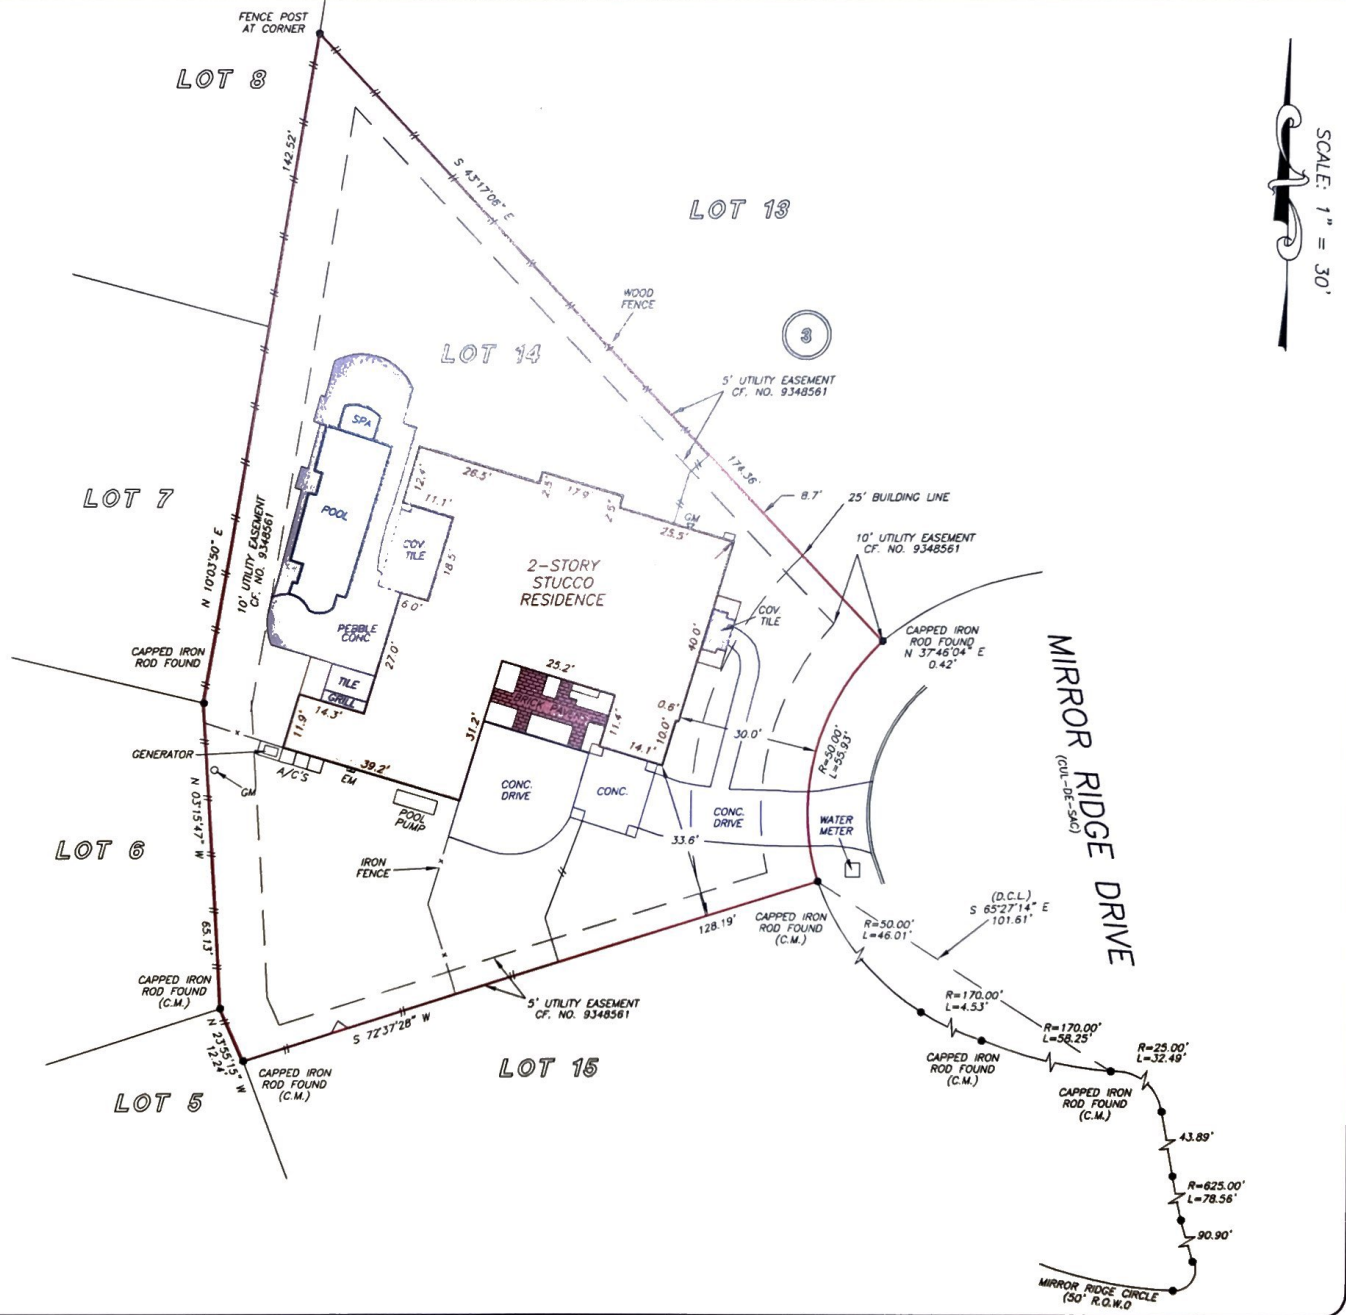 FENCE POST
AT CORNER
LOT 8
SCALE: 1" = 30'
142.52'
S 43°17'06" E
LOT 13
WOOD
FENCE
3
LOT 14
5' UTILITY EASEMENT
CF. NO. 9348561
SPA
174.36'
8.7'
25' BUILDING LINE
LOT 7
12.4'
26.5'
2.5'
17.9'
2.5'
11.1'
POOL
GM
25.5'
10' UTILITY EASEMENT
CF. NO. 9348561
N 10°03'50" E
10' UTILITY EASEMENT
CF. NO. 9348561
COV.
TILE
18.5'
2-STORY
STUCCO
RESIDENCE
6.0'
COV.
TILE
PEBBLE
CONC
27.0'
40.0'
CAPPED IRON
ROD FOUND
N 37°46'04" E
0.42'
CAPPED IRON
ROD FOUND
TILE
GRILL
25.2'
14.3'
11.9'
31.2'
11.4'
0.6'
10.0'
14.1'
30.0'
R=50.00'
L=55.93'
MIRROR RIDGE DRIVE
(CUL-DE-SAC)
GENERATOR
A/C'S
39.2'
EM
GM
POOL
PUMP
CONC.
DRIVE
CONC.
CONC.
DRIVE
WATER
METER
N 03°15'47" W
LOT 6
IRON
FENCE
33.6'
65.13'
128.19'
CAPPED IRON
ROD FOUND
(C.M.)
R=50.00'
L=46.01'
(D.C.L.)
S 65°27'14" E
101.61'
CAPPED IRON
ROD FOUND
(C.M.)
5' UTILITY EASEMENT
CF. NO. 9348561
R=170.00'
L=4.53'
R=170.00'
L=58.25'
R=25.00'
L=32.49'
N 23°55'15" W
12.24'
S 72°37'28" W
CAPPED IRON
ROD FOUND
(C.M.)
LOT 15
CAPPED IRON
ROD FOUND
(C.M.)
CAPPED IRON
ROD FOUND
(C.M.)
LOT 5
43.89'
R=625.00'
L=78.56'
90.90'
MIRROR RIDGE CIRCLE
(50' R.O.W.)